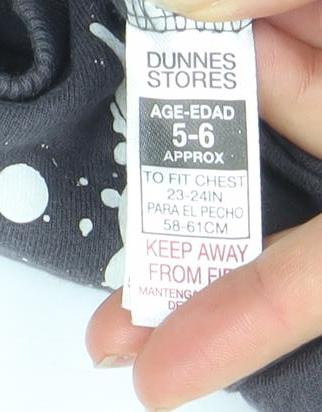 DUNNES
STORES
AGE-EDAD
5-6
APPROX
TO FIT CHEST
23-24IN
PARA EL PECHO
58-61CM
KEEP AWAY
FROM